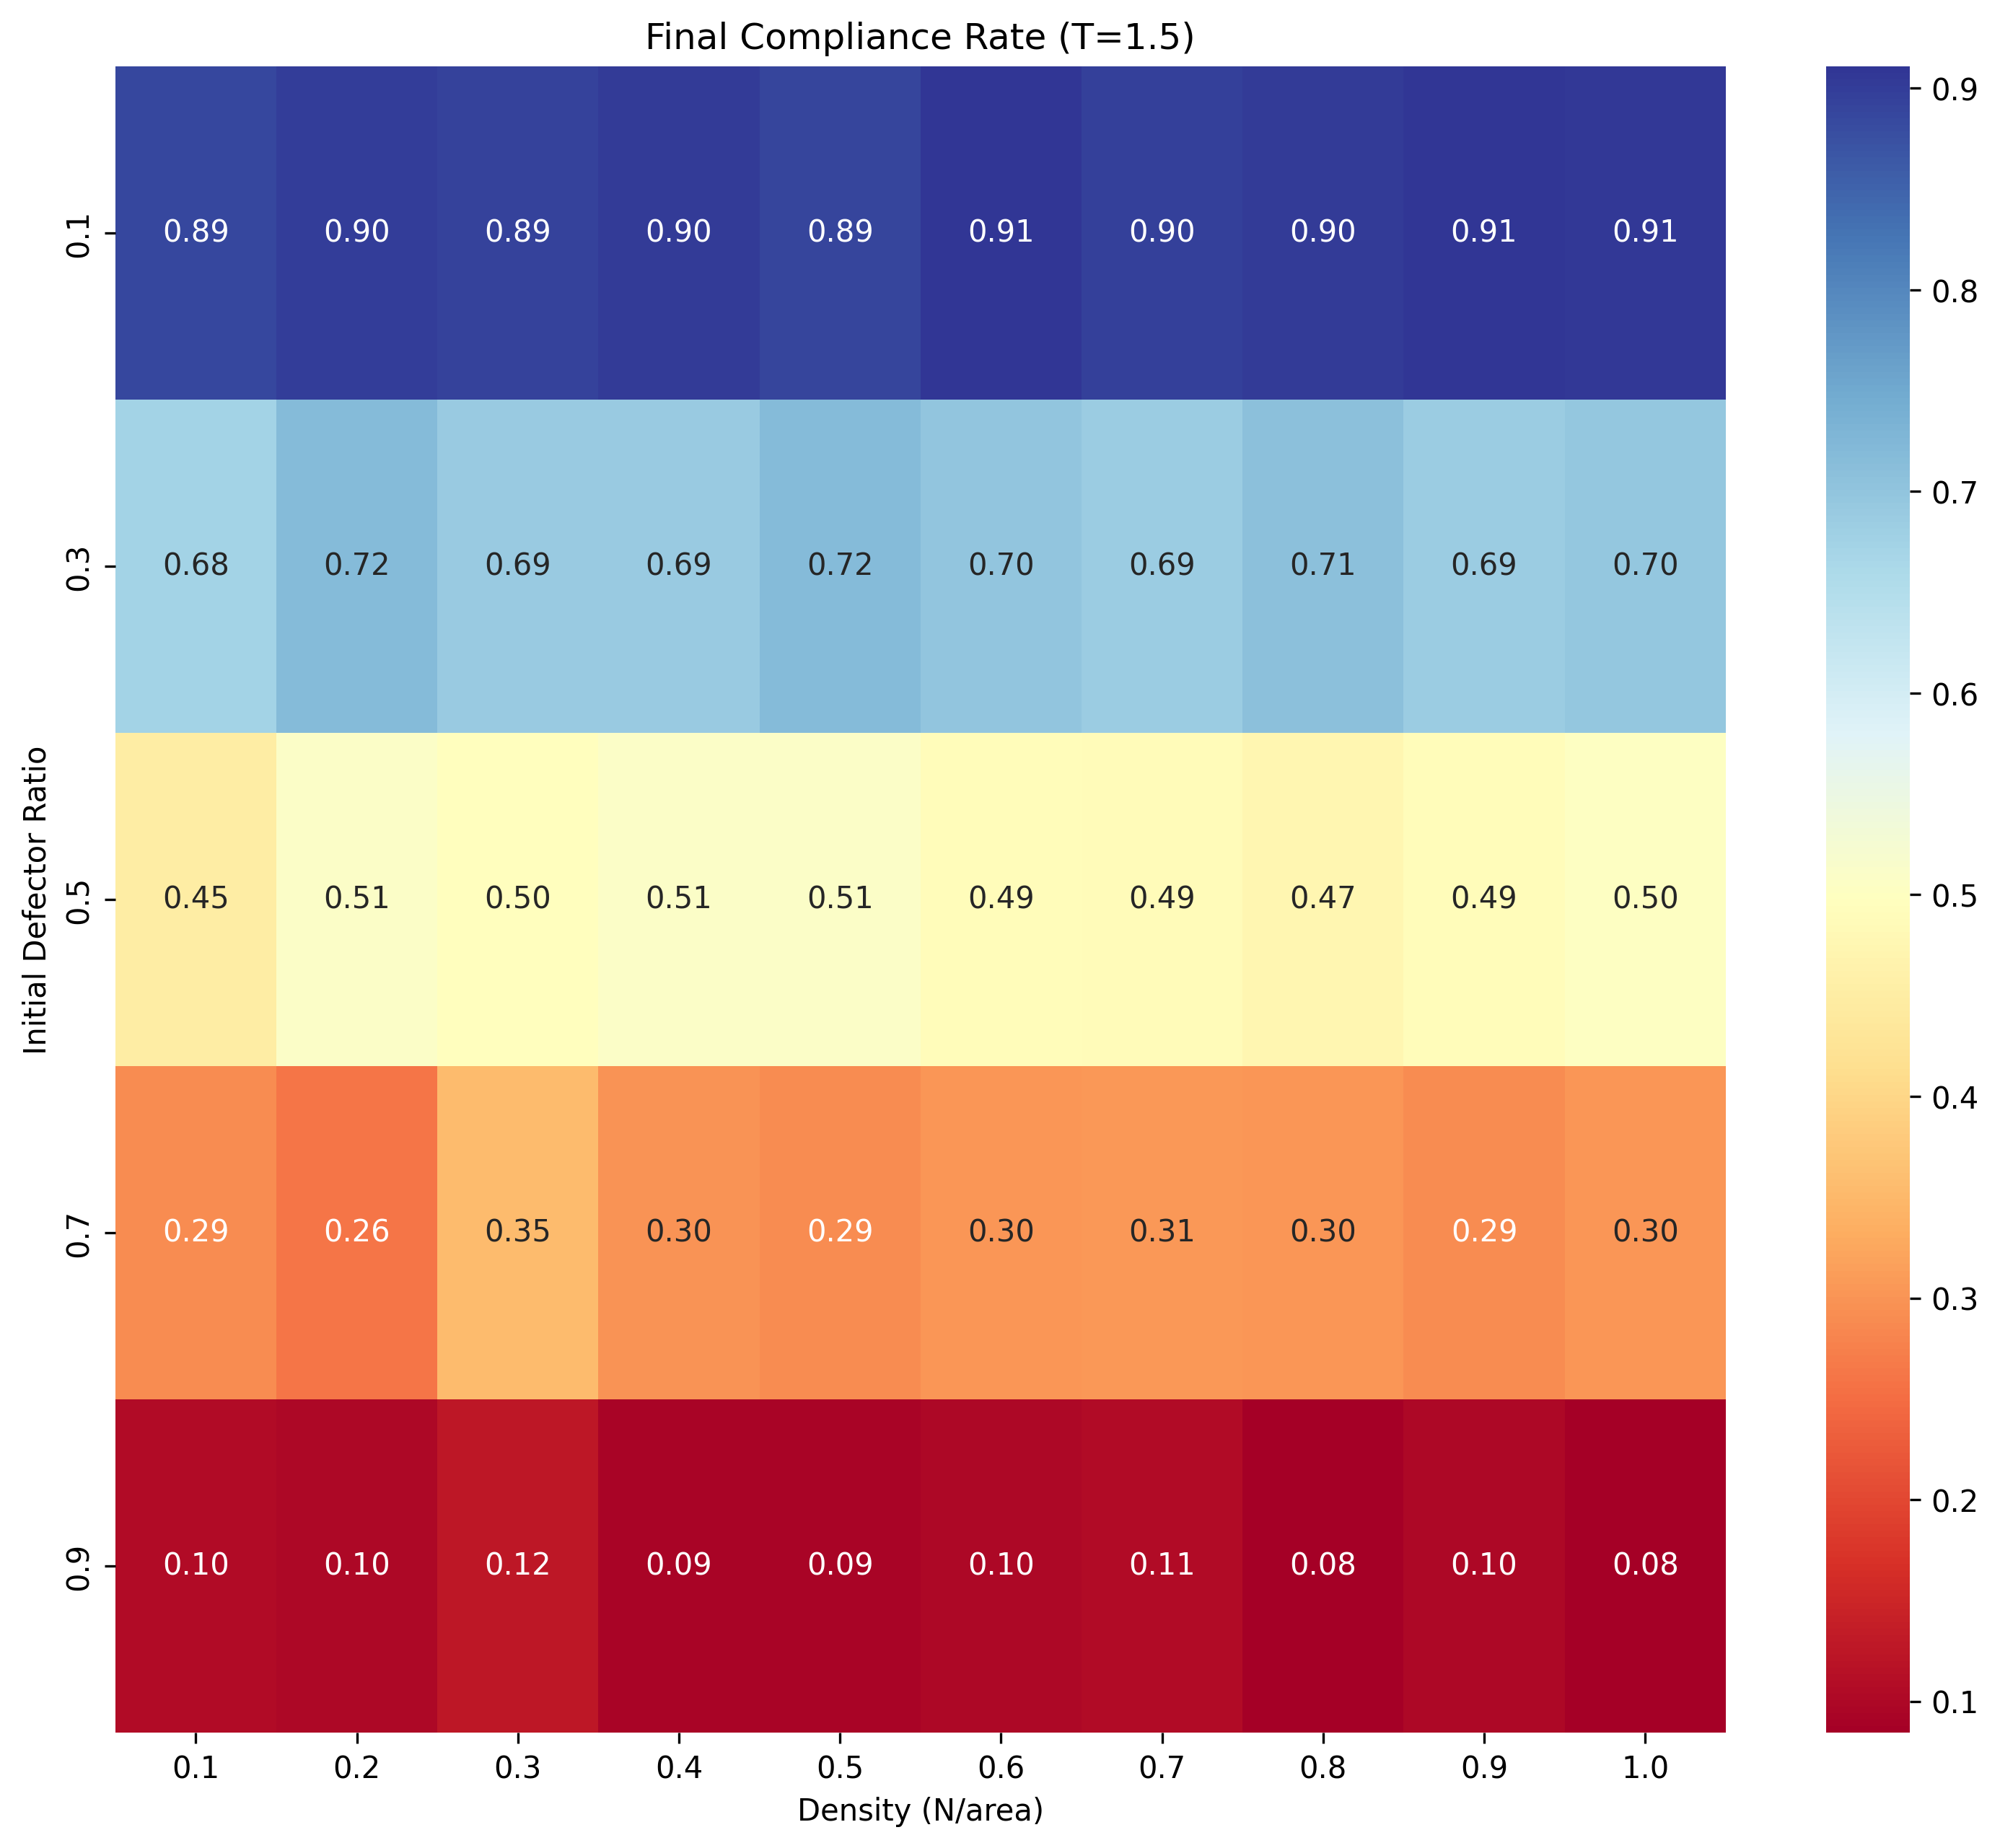 Final Compliance Rate (T=1.5)
0.1 0.89 0.90 0.89 0.90 0.89 0.91 0.90 0.90 0.91 0.91
0.3 0.68 0.72 0.69 0.69 0.72 0.70 0.69 0.71 0.69 0.70
0.5 0.45 0.51 0.50 0.51 0.51 0.49 0.49 0.47 0.49 0.50
0.7 0.29 0.26 0.35 0.30 0.29 0.30 0.31 0.30 0.29 0.30
0.9 0.10 0.10 0.12 0.09 0.09 0.10 0.11 0.08 0.10 0.08
Initial Defector Ratio
0.1 0.2 0.3 0.4 0.5 0.6 0.7 0.8 0.9 1.0
Density (N/area)
0.9
0.8
0.7
0.6
0.5
0.4
0.3
0.2
0.1